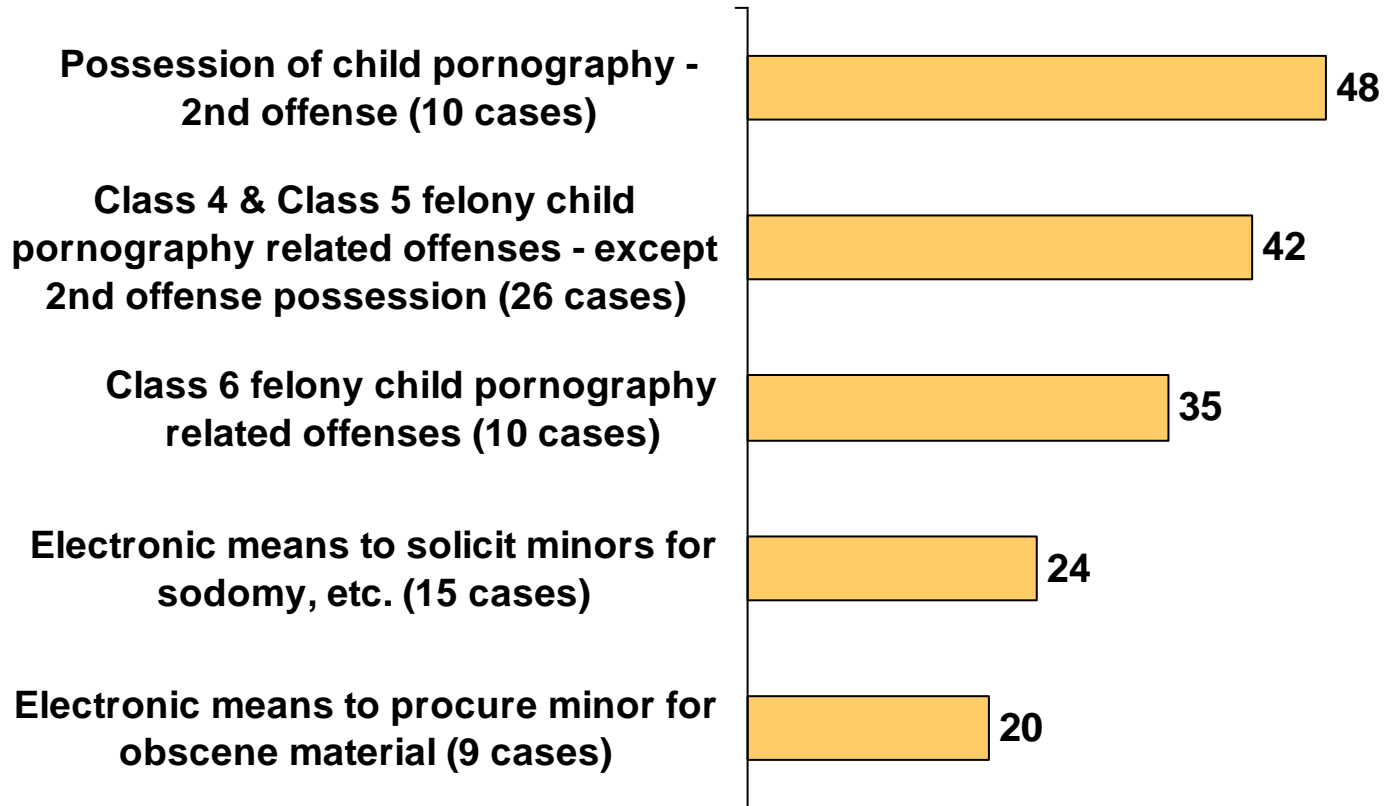 Possession of child pornography -
2nd offense (10 cases)
48
Class 4 & Class 5 felony child
pornography related offenses - except
2nd offense possession (26 cases)
42
Class 6 felony child pornography
related offenses (10 cases)
35
Electronic means to solicit minors for
sodomy, etc. (15 cases)
24
Electronic means to procure minor for
obscene material (9 cases)
20